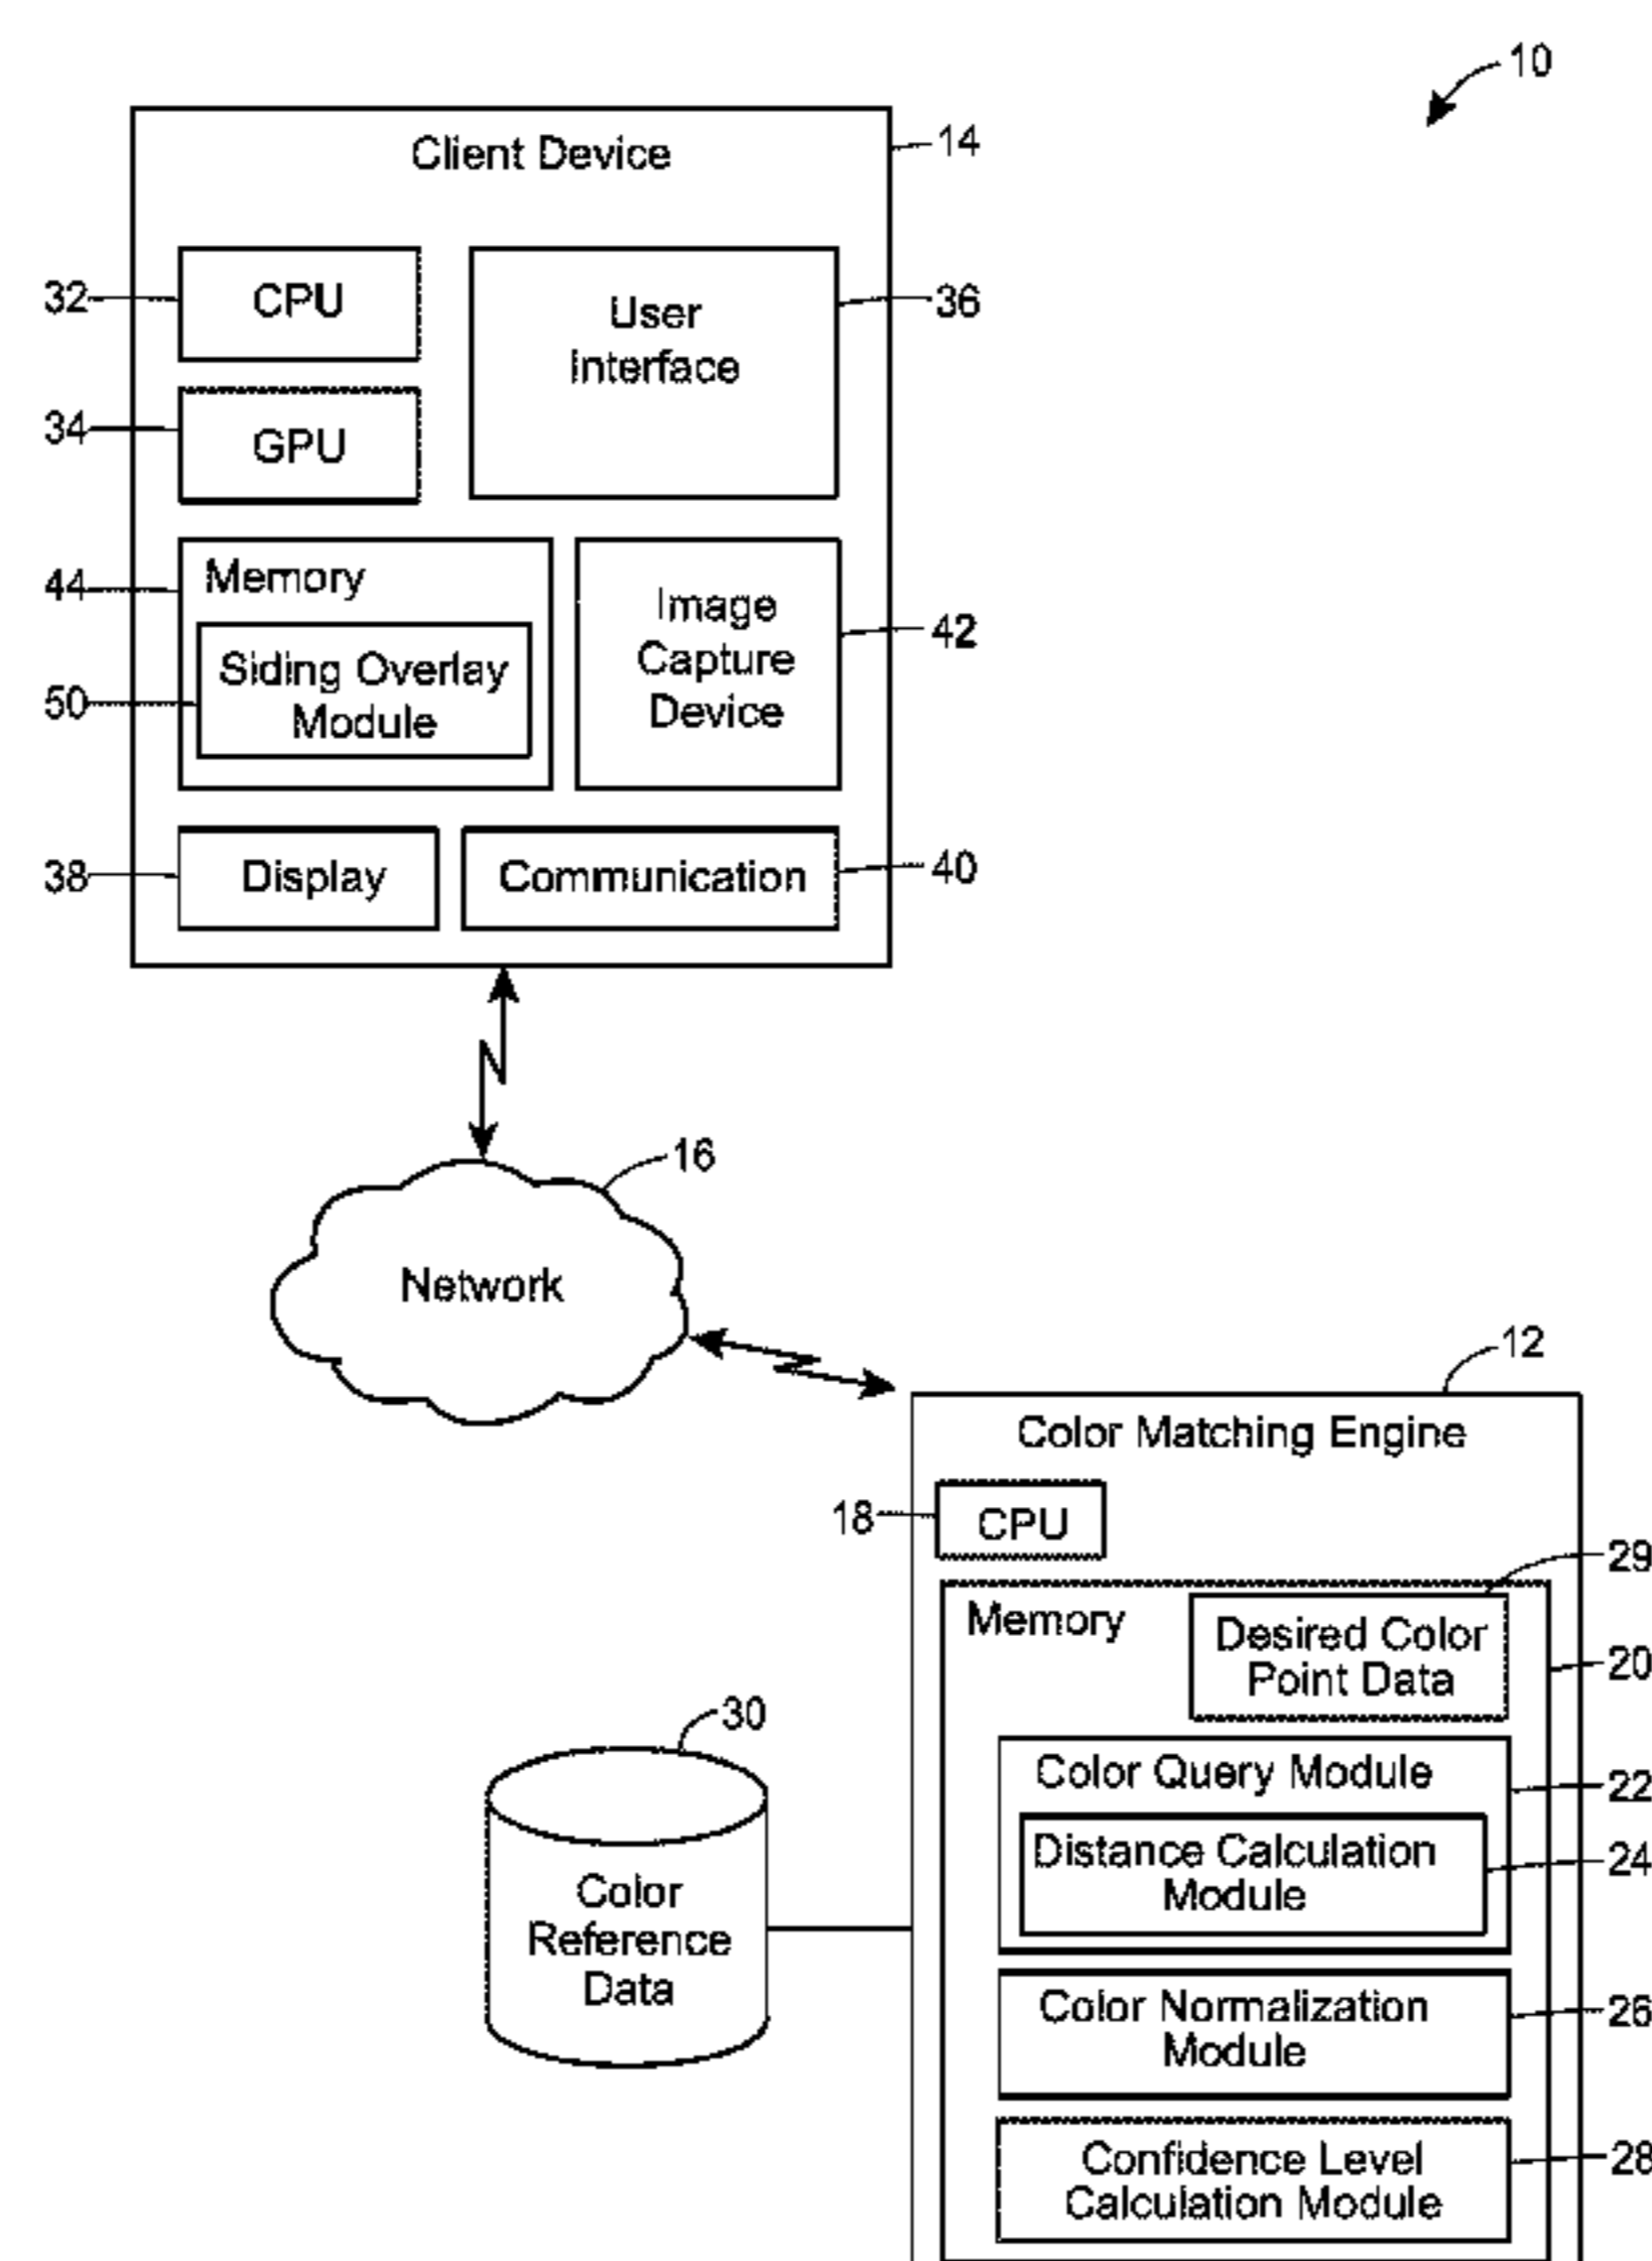 10
Client Device
14
32
CPU
User
Interface
36
34
GPU
44
Memory
Siding Overlay
Module
50
Image
Capture
Device
42
38
Display
Communication
40
16
Network
12
Color Matching Engine
18
CPU
29
Memory
Desired Color
Point Data
20
30
Color Query Module
22
Distance Calculation
Module
24
Color
Reference
Data
Color Normalization
Module
26
Confidence Level
Calculation Module
28